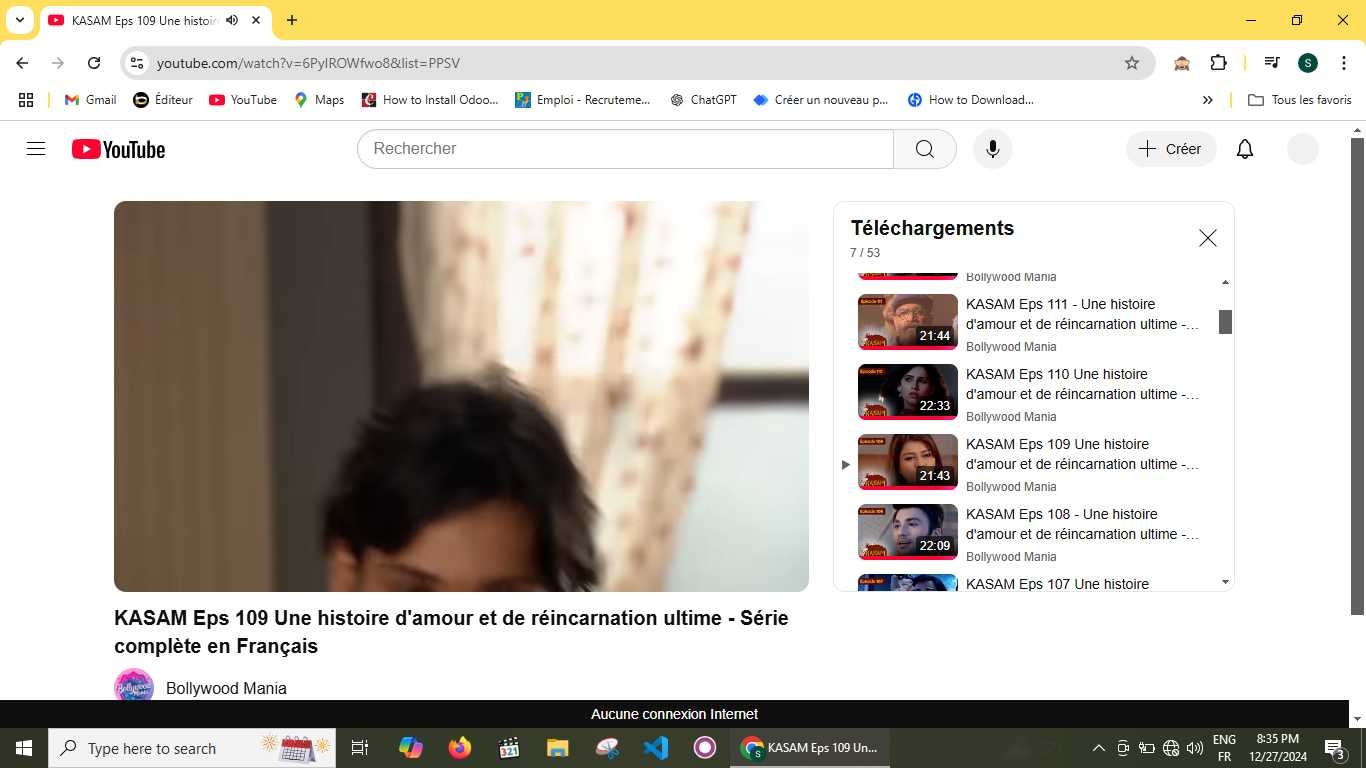 KASAM Eps 109 Une histoir
youtube.com/watch?v=6PyIROWfwo8&list=PPSV
S
Gmail
Éditeur
YouTube
Maps
How to Install Odoo...
Emploi - Recruteme...
ChatGPT
Créer un nouveau p...
How to Download...
Tous les favoris
YouTube
Rechercher
Créer
Téléchargements
7 / 53
Bollywood Mania
KASAM Eps 111 - Une histoire
d'amour et de réincarnation ultime -...
21:44
Bollywood Mania
KASAM Eps 110 Une histoire
d'amour et de réincarnation ultime -...
22:33
Bollywood Mania
KASAM Eps 109 Une histoire
d'amour et de réincarnation ultime -...
21:43
Bollywood Mania
KASAM Eps 108 - Une histoire
d'amour et de réincarnation ultime -...
22:09
Bollywood Mania
KASAM Eps 107 Une histoire
KASAM Eps 109 Une histoire d'amour et de réincarnation ultime - Série
complète en Français
Bollywood Mania
Aucune connexion Internet
Type here to search
KASAM Eps 109 Un...
ENG
FR
8:35 PM
12/27/2024
3